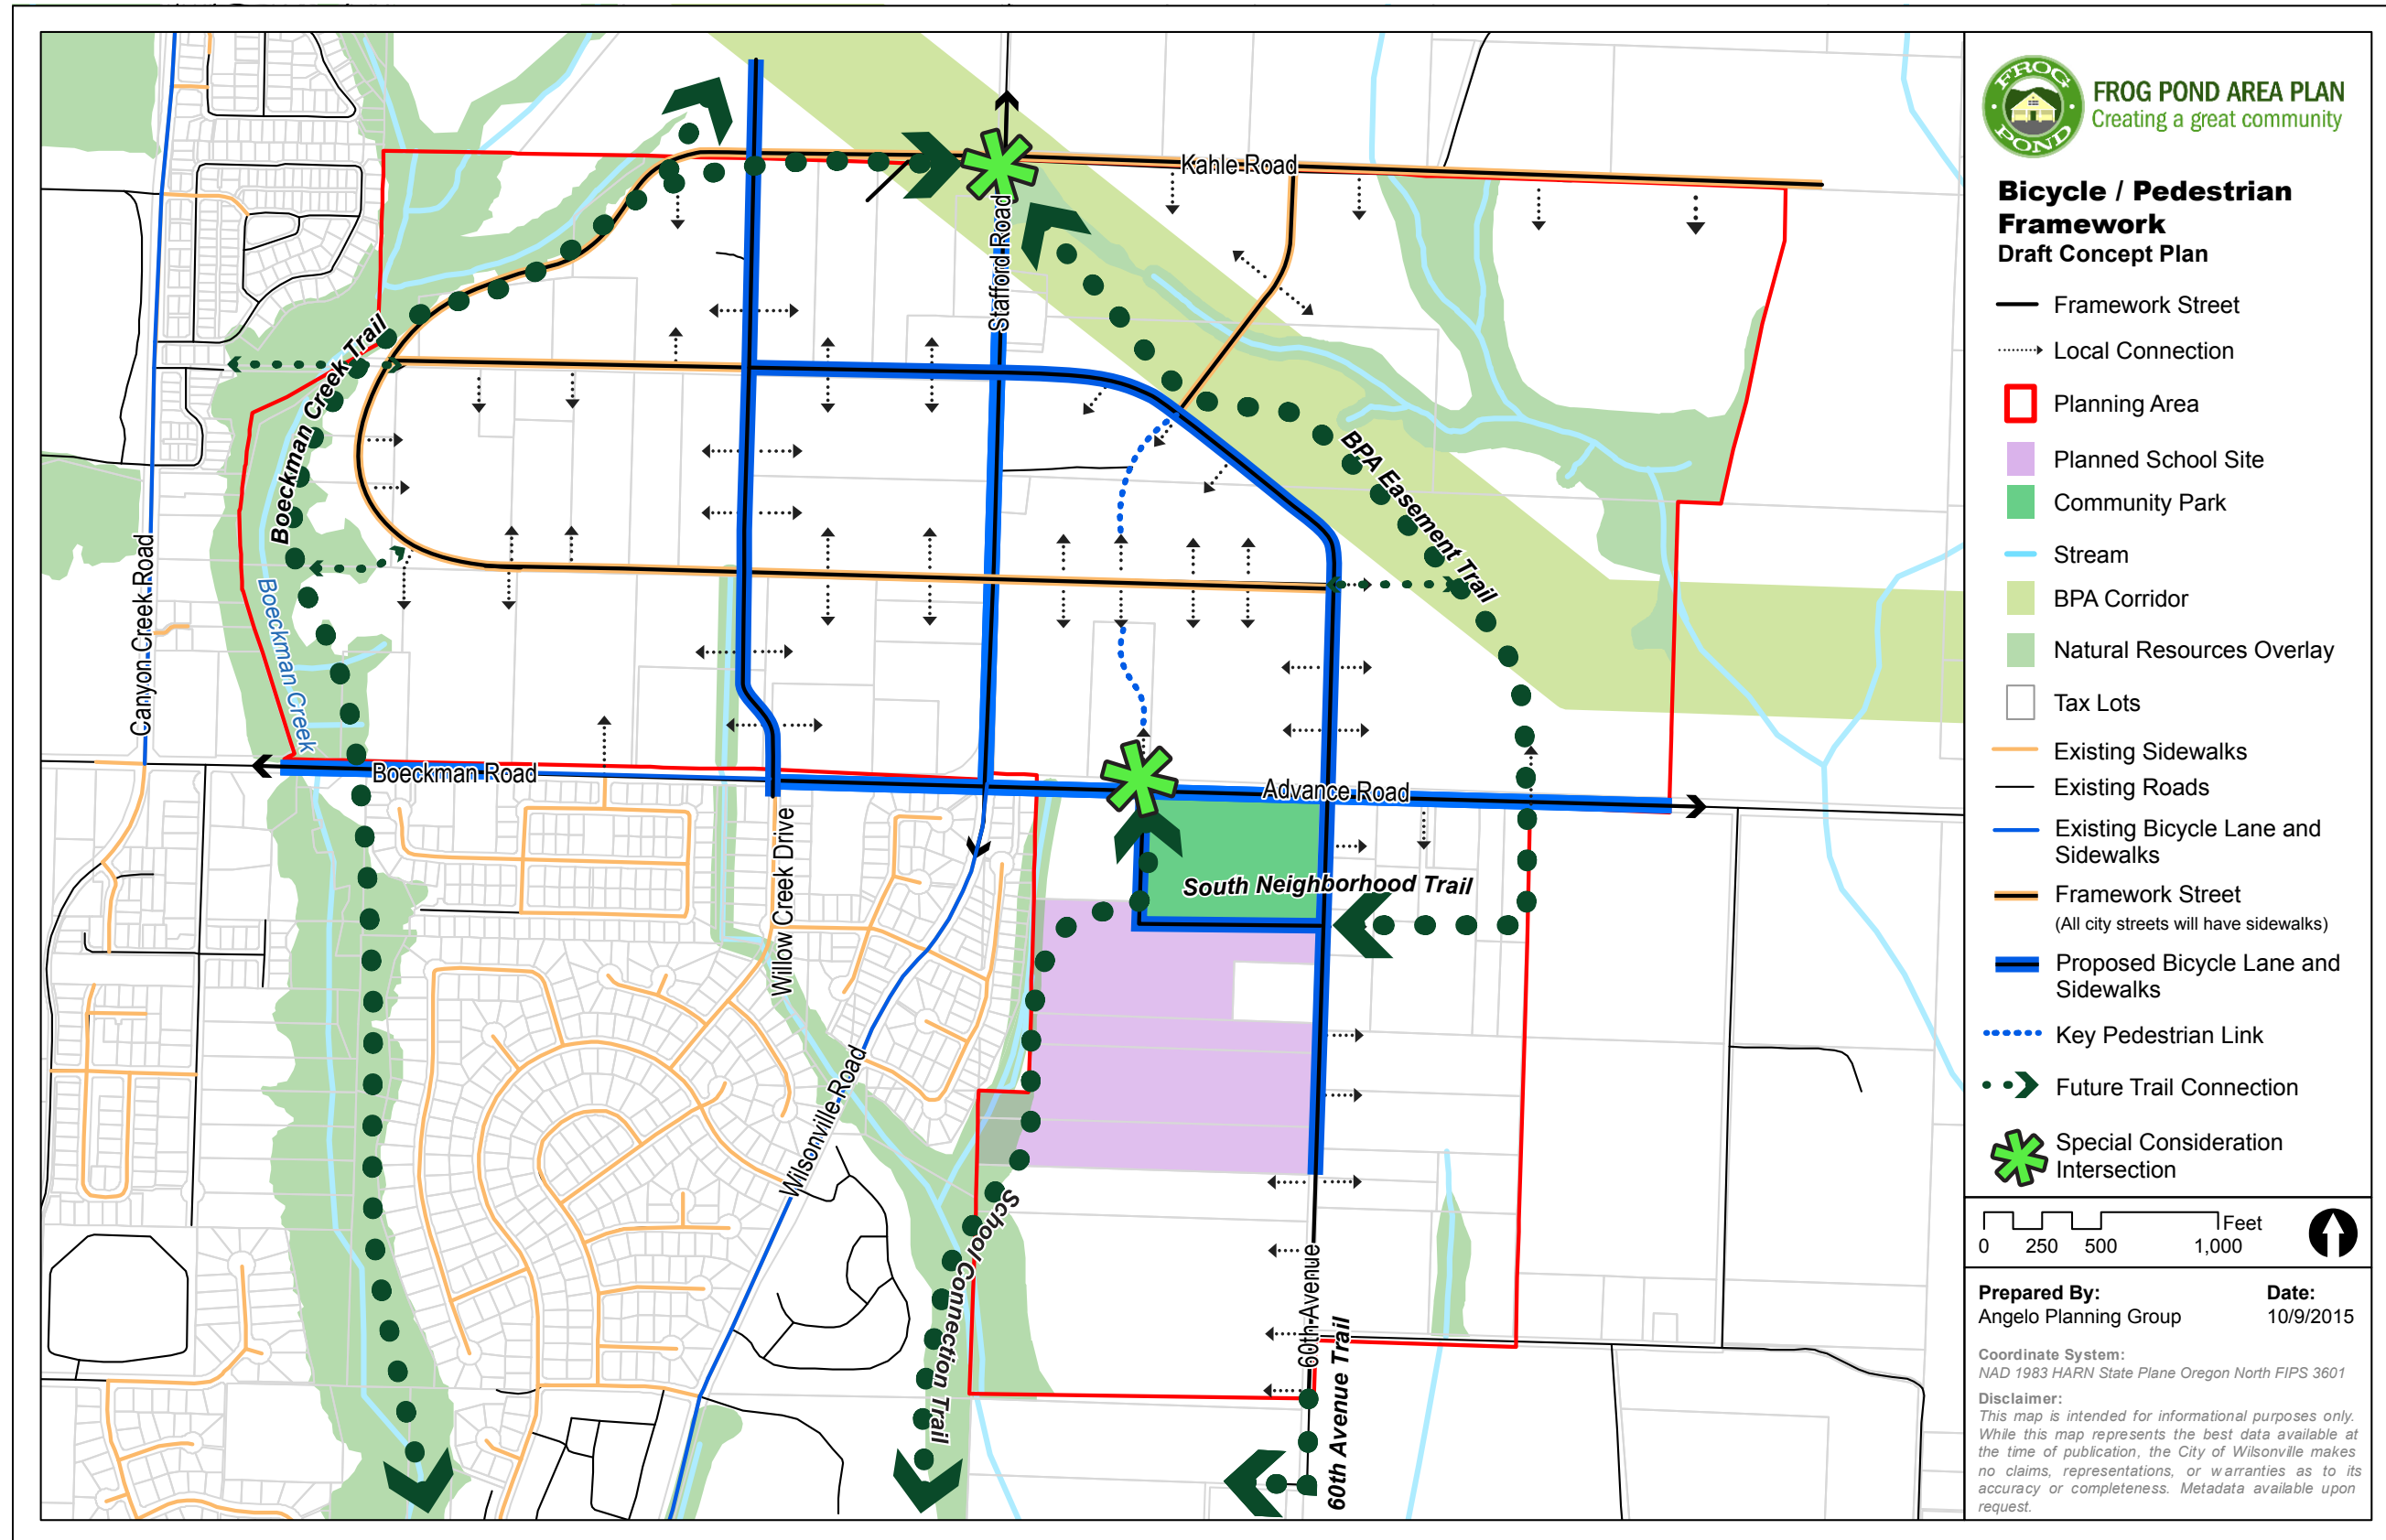 FROG
POND
FROG POND AREA PLAN
Creating a great community
Bicycle / Pedestrian
Framework
Draft Concept Plan
Framework Street
Local Connection
Planning Area
Planned School Site
Community Park
Stream
BPA Corridor
Natural Resources Overlay
Tax Lots
Existing Sidewalks
Existing Roads
Existing Bicycle Lane and
Sidewalks
Framework Street
(All city streets will have sidewalks)
Proposed Bicycle Lane and
Sidewalks
Key Pedestrian Link
Future Trail Connection
Special Consideration
Intersection
Feet
0 250 500 1,000
Prepared By: Date:
Angelo Planning Group 10/9/2015
Coordinate System:
NAD 1983 HARN State Plane Oregon North FIPS 3601
Disclaimer:
This map is intended for informational purposes only.
While this map represents the best data available at
the time of publication, the City of Wilsonville makes
no claims, representations, or warranties as to its
accuracy or completeness. Metadata available upon
request.
Kahle Road
Stafford Road
Boeckman Creek Trail
BPA Easement Trail
Canyon Creek Road
Boeckman Creek
Boeckman Road
Advance Road
Willow Creek Drive
South Neighborhood Trail
Wilsonville Road
School Connection Trail
60th Avenue
60th Avenue Trail